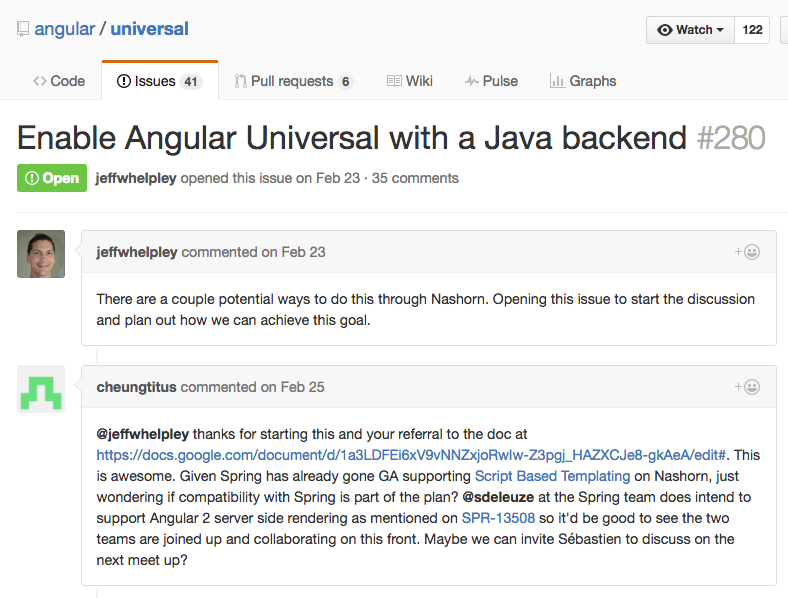 angular / universal
Watch 122
Code Issues 41 Pull requests 6 Wiki Pulse Graphs
Enable Angular Universal with a Java backend #280
Open jeffwhelpley opened this issue on Feb 23 · 35 comments
jeffwhelpley commented on Feb 23
There are a couple potential ways to do this through Nashorn. Opening this issue to start the discussion
and plan out how we can achieve this goal.
cheungtitus commented on Feb 25
@jeffwhelpley thanks for starting this and your referral to the doc at
https://docs.google.com/document/d/1a3LDFEi6xV9vNNZxjoRwlw-Z3pgj_HAZXCJe8-gkAeA/edit#. This
is awesome. Given Spring has already gone GA supporting Script Based Templating on Nashorn, just
wondering if compatibility with Spring is part of the plan? @sdeleuze at the Spring team does intend to
support Angular 2 server side rendering as mentioned on SPR-13508 so it'd be good to see the two
teams are joined up and collaborating on this front. Maybe we can invite Sébastien to discuss on the
next meet up?